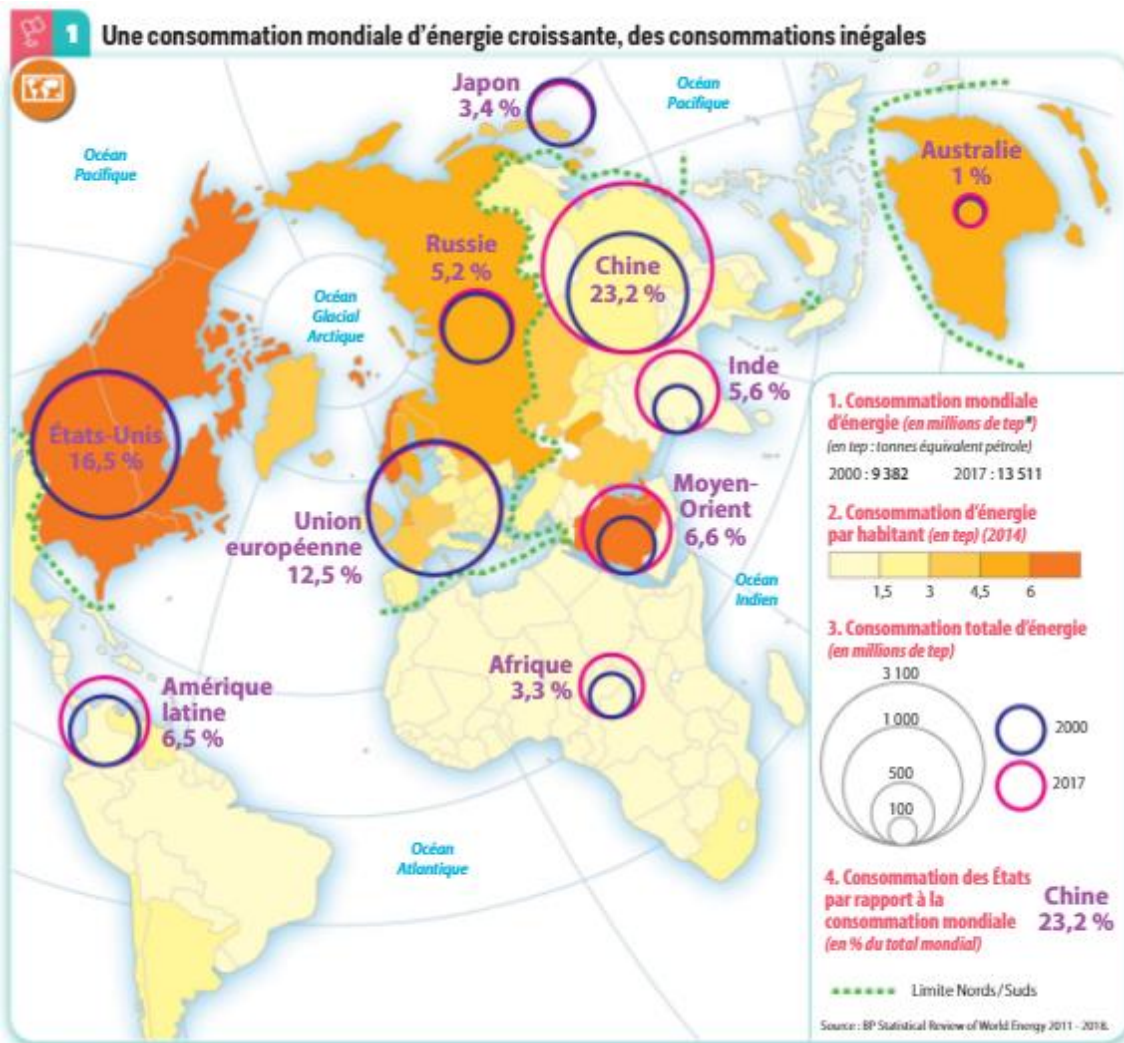 1 Une consommation mondiale d'énergie croissante, des consommations inégales
Japon
3,4 %
Océan
Pacifique
Océan
Pacifique
Australie
1 %
Russie
5,2 %
Chine
23,2 %
Océan
Glacial
Arctique
Inde
5,6 %
États-Unis
16,5 %
Moyen-
Orient
6,6 %
Union
européenne
12,5 %
Océan
Indien
Afrique
3,3 %
Amérique
latine
6,5 %
Océan
Atlantique
1. Consommation mondiale
d'énergie (en millions de tep*)
(en tep : tonnes équivalent pétrole)
2000 : 9 382 2017 : 13 511
2. Consommation d'énergie
par habitant (en tep) (2014)
1,5 3 4,5 6
3. Consommation totale d'énergie
(en millions de tep)
3 100
1 000
500
100
2000
2017
4. Consommation des États
par rapport à la
consommation mondiale
(en % du total mondial)
Chine
23,2 %
Limite Nords/Suds
Source : BP Statistical Review of World Energy 2011 - 2018.